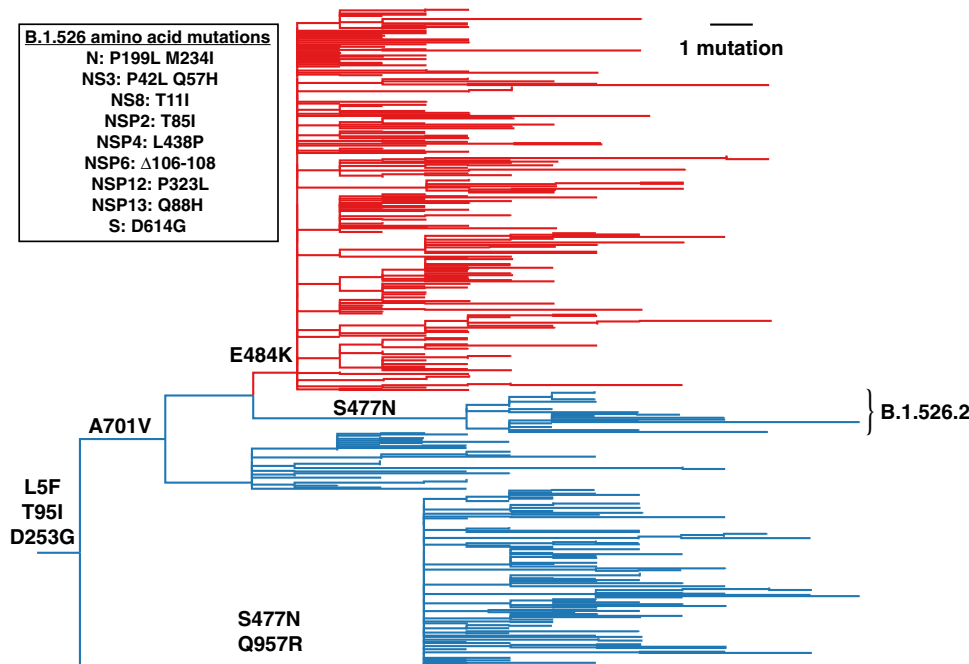 B.1.526 amino acid mutations
N: P199L M234I
NS3: P42L Q57H
NS8: T11I
NSP2: T85I
NSP4: L438P
NSP6: Δ106-108
NSP12: P323L
NSP13: Q88H
S: D614G
1 mutation
E484K
S477N
B.1.526.2
A701V
L5F
T95I
D253G
S477N
Q957R